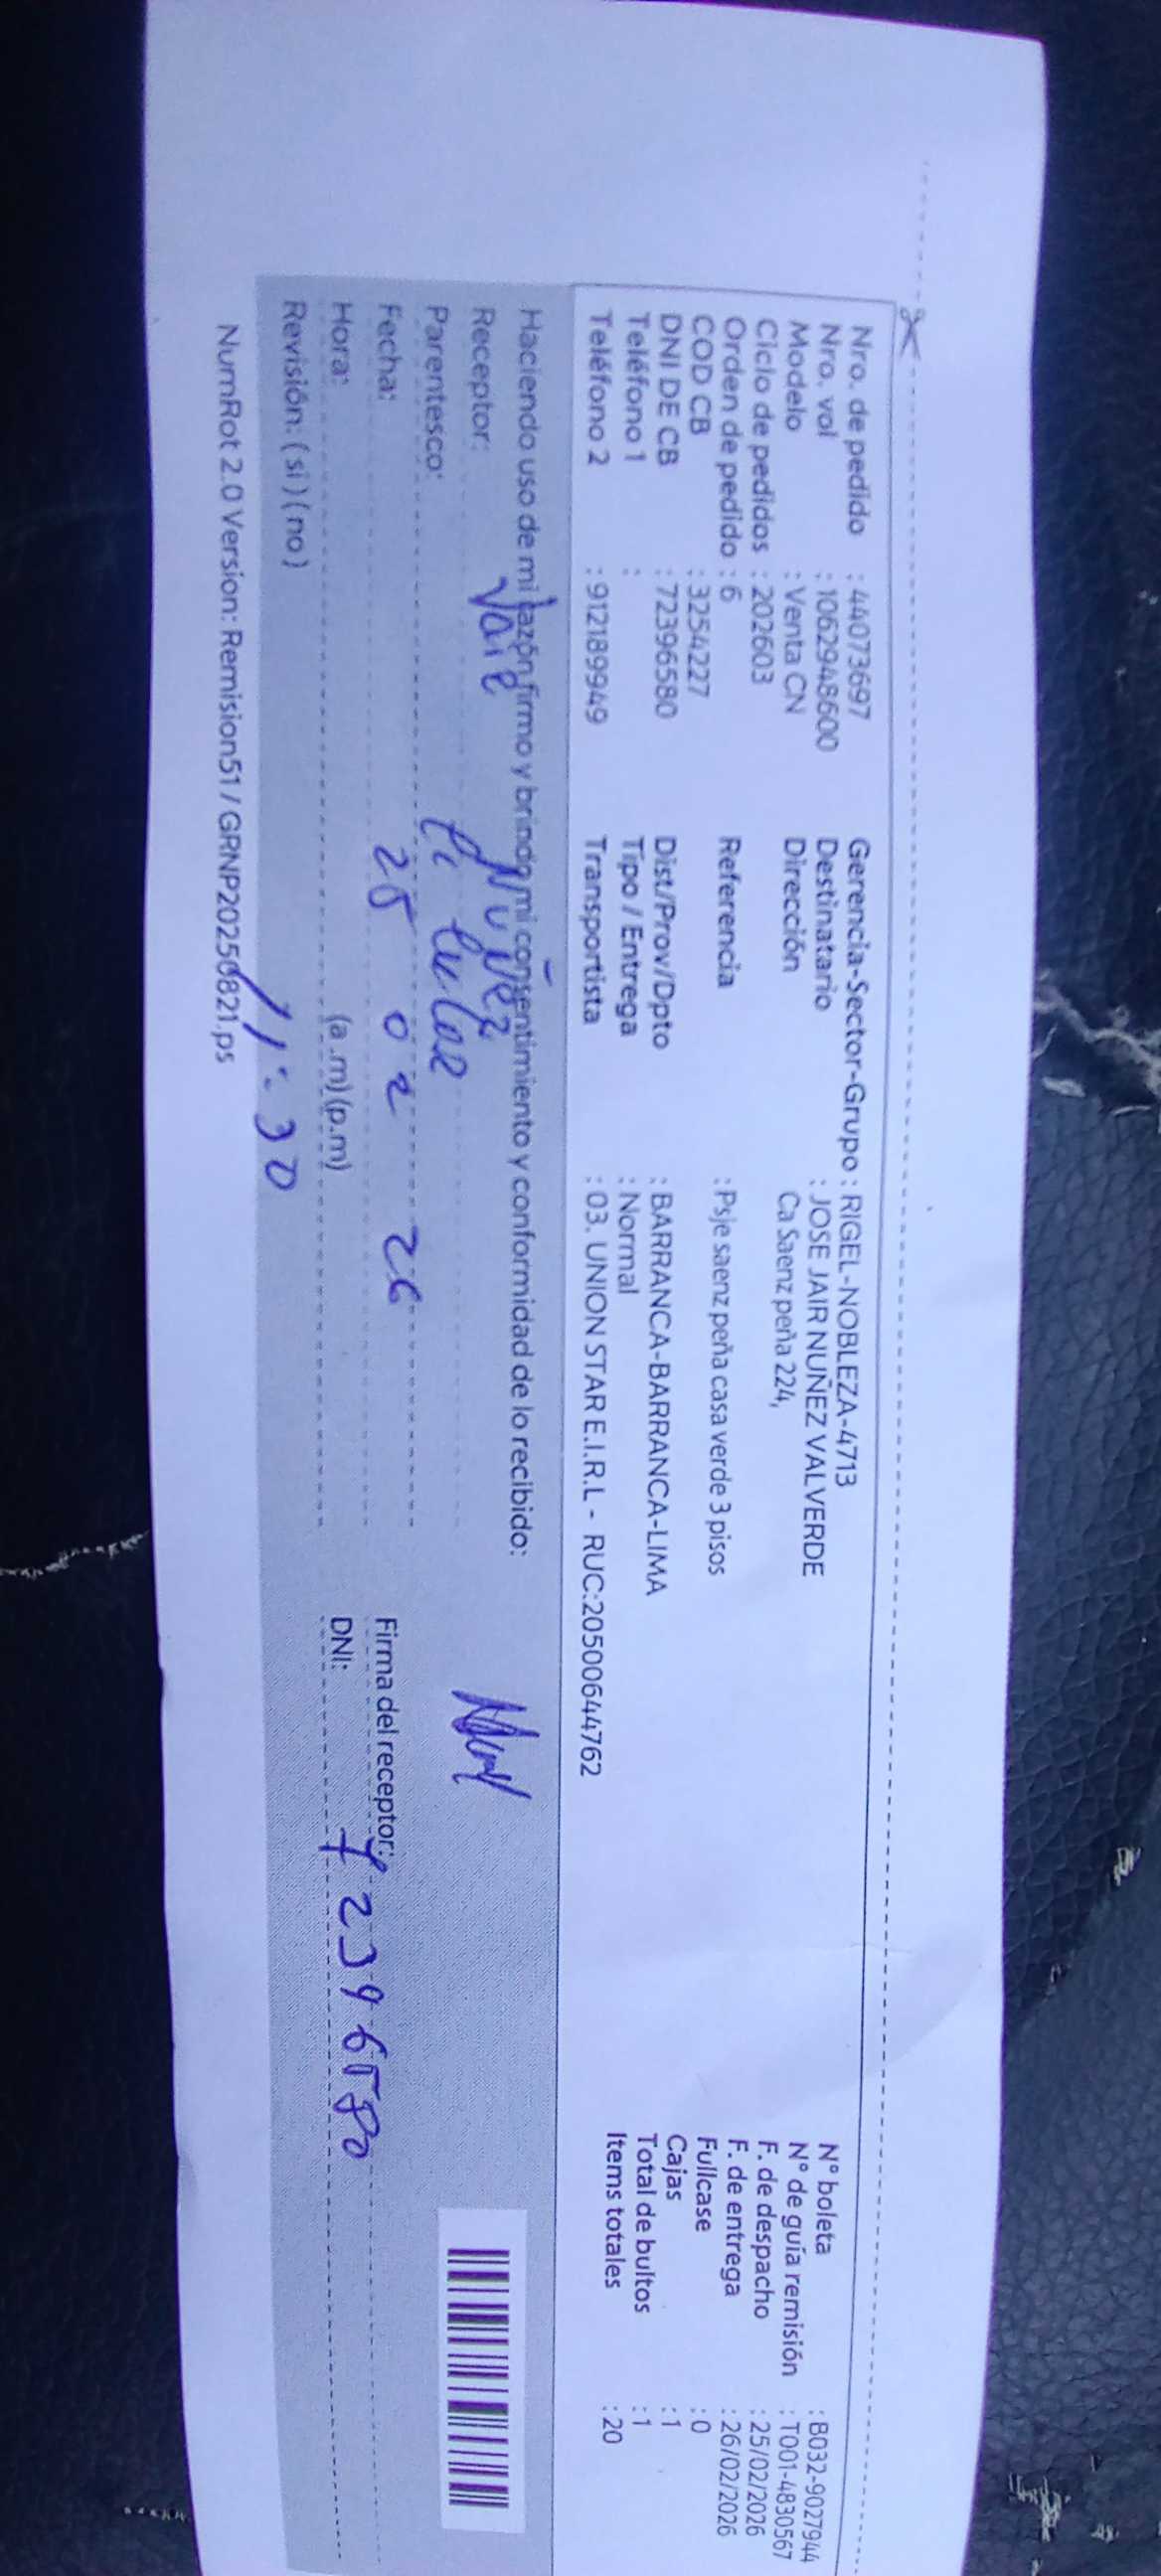 Nro. de pedido : 44073697
Nro. vol : 1062948600
Modelo : Venta CN
Ciclo de pedidos : 202603
Orden de pedido : 6
COD CB : 3254227
DNI DE CB : 72396580
Teléfono 1 :
Teléfono 2 : 912189949
Gerencia-Sector-Grupo : RIGEL-NOBLEZA-4713
Destinatario : JOSE JAIR NUÑEZ VALVERDE
Dirección Ca Saenz peña 224,
Referencia : Psje saenz peña casa verde 3 pisos
Dist/Prov/Dpto : BARRANCA-BARRANCA-LIMA
Tipo / Entrega : Normal
Transportista : 03. UNION STAR E.I.R.L - RUC:20500644762
N° boleta : B032-9027944
N° de guía remisión : T001-4830567
F. de despacho : 25/02/2026
F. de entrega : 26/02/2026
Fullcase : 0
Cajas : 1
Total de bultos : 1
Items totales : 20
Haciendo uso de mi razón firmo y brindo mi consentimiento y conformidad de lo recibido:
Receptor: Nuñez
Parentesco: titular
Fecha: 25 02 26
Hora: (a .m) (p.m) 11:30
Revisión: ( si ) ( no )
Firma del receptor:
DNI: 72396580
NumRot 2.0 Version: Remision51 / GRNP20250821.ps